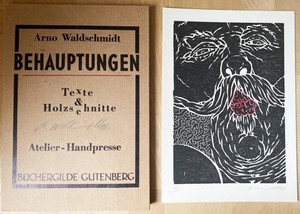 Arno Waldschmidt
BEHAUPTUNGEN
Texte
&
Holzschnitte
Atelier-Handpresse
BÜCHERGILDE GUTENBERG